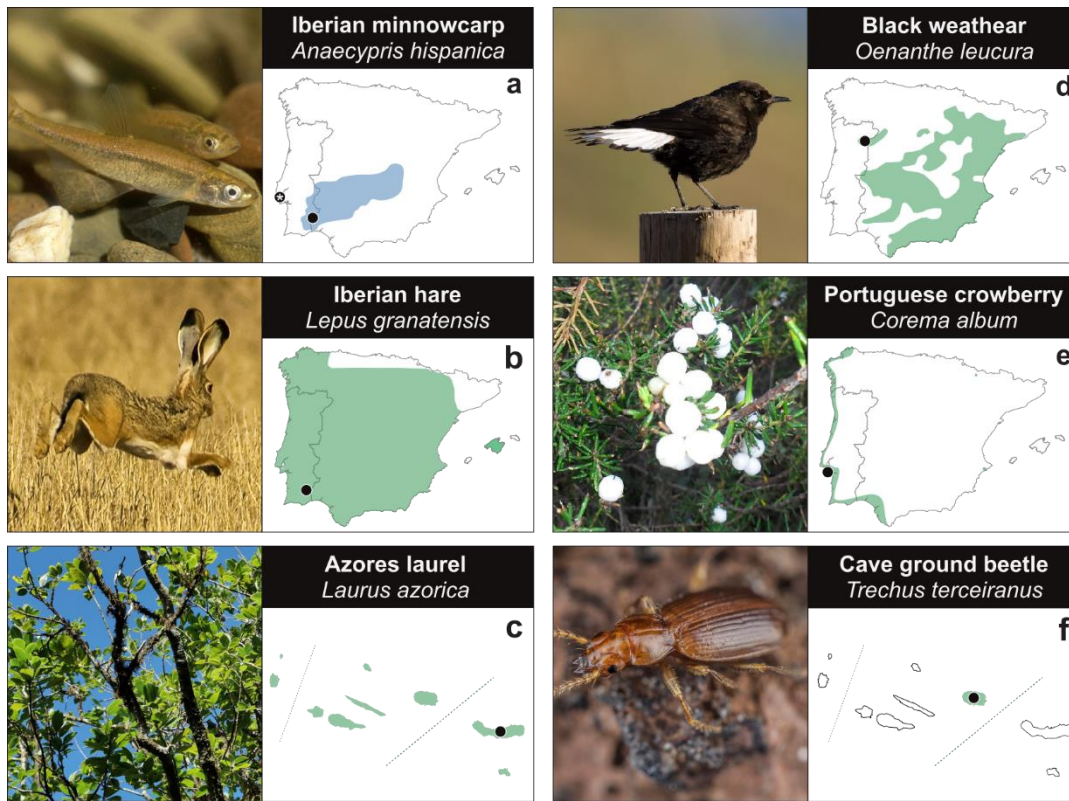 Iberian minnowcarp
Anaecypris hispanica
a
Black weathear
Oenanthe leucura
d
Iberian hare
Lepus granatensis
b
Portuguese crowberry
Corema album
e
Azores laurel
Laurus azorica
c
Cave ground beetle
Trechus terceiranus
f